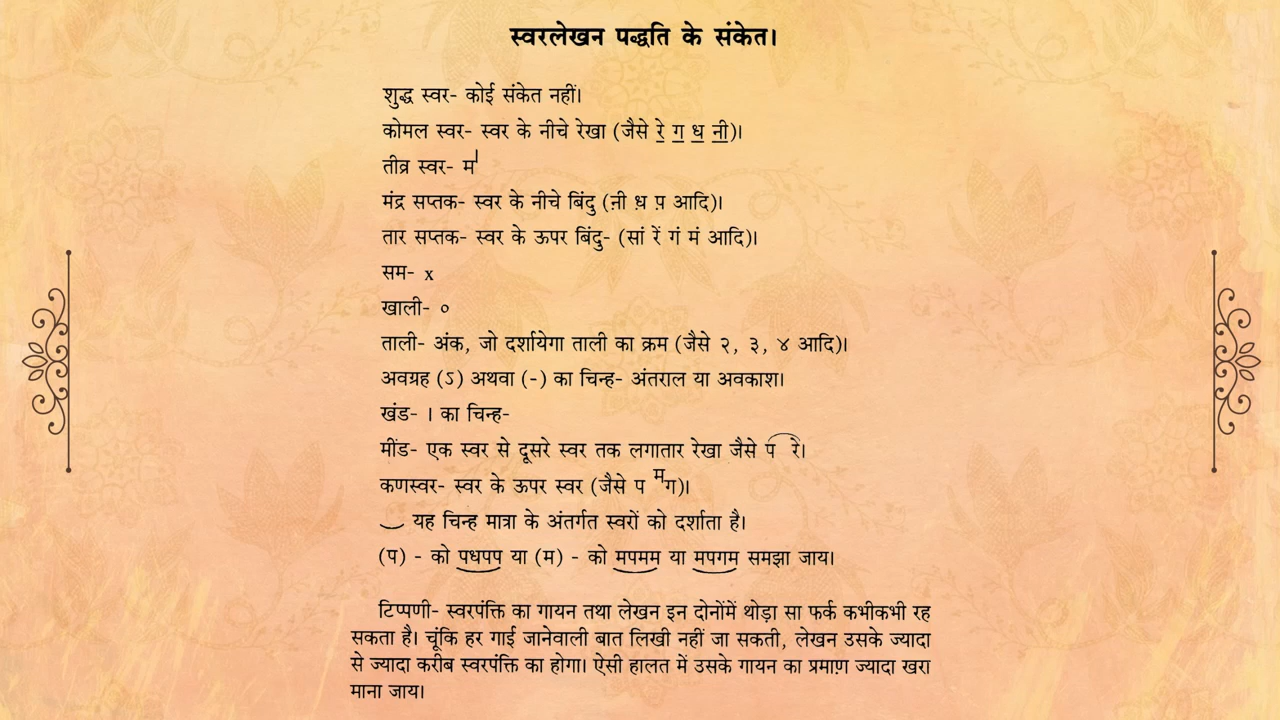 स्वरलेखन पद्धति के संकेत।
शुद्ध स्वर- कोई संकेत नहीं।
कोमल स्वर- स्वर के नीचे रेखा (जैसे रे॒ ग॒ ध॒ नी॒)।
तीव्र स्वर- म॑
मंद्र सप्तक- स्वर के नीचे बिंदु (ऩी ध़ प़ आदि)।
तार सप्तक- स्वर के ऊपर बिंदु- (सां रें गं मं आदि)।
सम- x
खाली- ०
ताली- अंक, जो दर्शायेगा ताली का क्रम (जैसे २, ३, ४ आदि)।
अवग्रह (ऽ) अथवा (-) का चिन्ह- अंतराल या अवकाश।
खंड- । का चिन्ह-
मींड- एक स्वर से दूसरे स्वर तक लगातार रेखा जैसे प रे।
कणस्वर- स्वर के ऊपर स्वर (जैसे प मग)।
‿ यह चिन्ह मात्रा के अंतर्गत स्वरों को दर्शाता है।
(प) - को पधपप या (म) - को मपमम या मपगम समझा जाय।
टिप्पणी- स्वरपंक्ति का गायन तथा लेखन इन दोनोंमें थोड़ा सा फर्क कभीकभी रह
सकता है। चूंकि हर गाई जानेवाली बात लिखी नहीं जा सकती, लेखन उसके ज्यादा
से ज्यादा करीब स्वरपंक्ति का होगा। ऐसी हालत में उसके गायन का प्रमाण़ ज्यादा खरा
माना जाय।